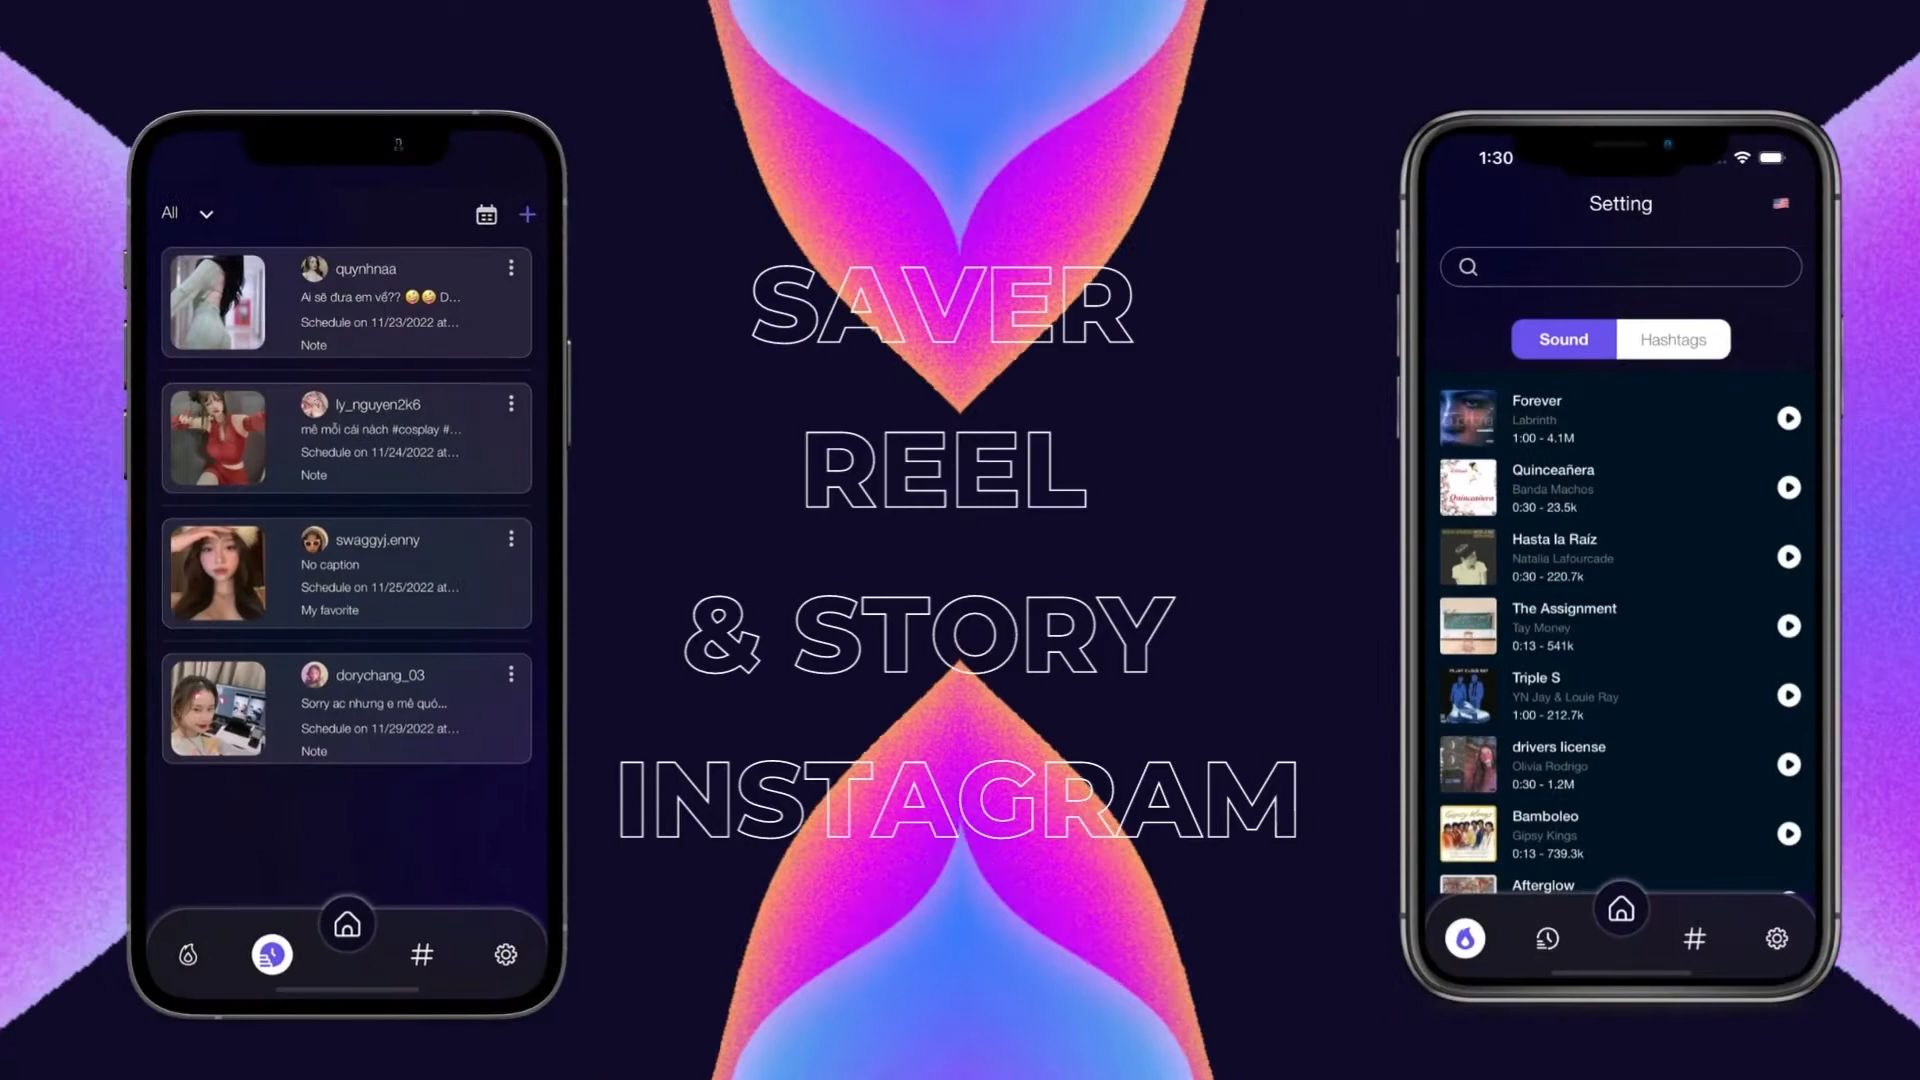 All
quynhnaa
Ai sẽ đưa em về?? 🤪🤪 D...
Schedule on 11/23/2022 at...
Note
ly_nguyen2k6
mê mỗi cái nách #cosplay #...
Schedule on 11/24/2022 at...
Note
swaggyj.enny
No caption
Schedule on 11/25/2022 at...
My favorite
dorychang_03
Sorry ac nhưng e mê quó...
Schedule on 11/29/2022 at...
Note
SAVER
REEL
& STORY
INSTAGRAM
1:30
Setting
Sound
Hashtags
Forever
Labrinth
1:00 - 4.1M
Quinceañera
Banda Machos
0:30 - 23.5k
Hasta la Raíz
Natalia Lafourcade
0:30 - 220.7k
The Assignment
Tay Money
0:13 - 541k
Triple S
YN Jay & Louie Ray
1:00 - 212.7k
drivers license
Olivia Rodrigo
0:30 - 1.2M
Bamboleo
Gipsy Kings
0:13 - 739.3k
Afterglow